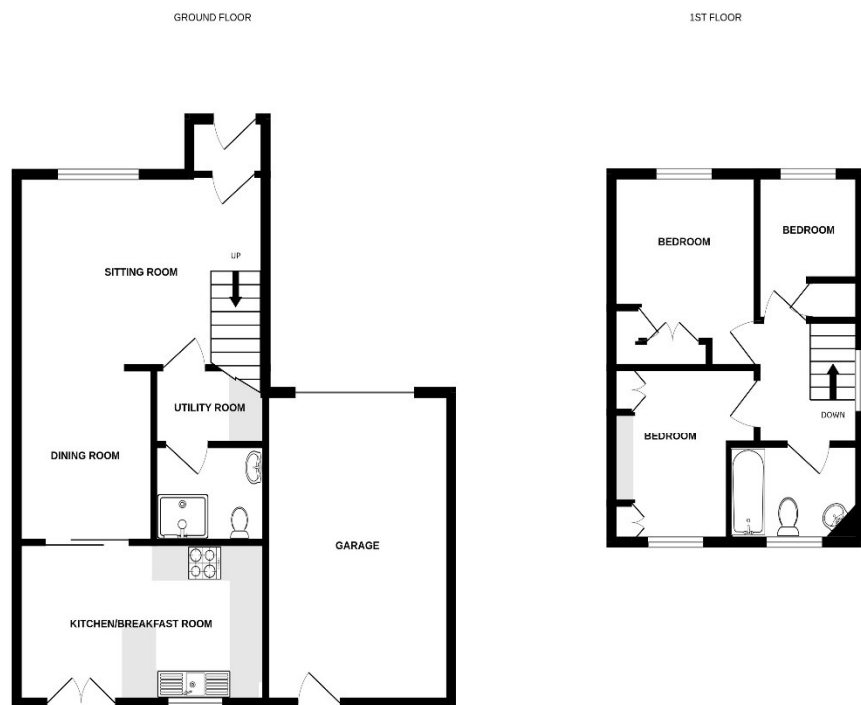 GROUND FLOOR
SITTING ROOM
UP
UTILITY ROOM
DINING ROOM
GARAGE
KITCHEN/BREAKFAST ROOM
1ST FLOOR
BEDROOM
BEDROOM
DOWN
BEDROOM